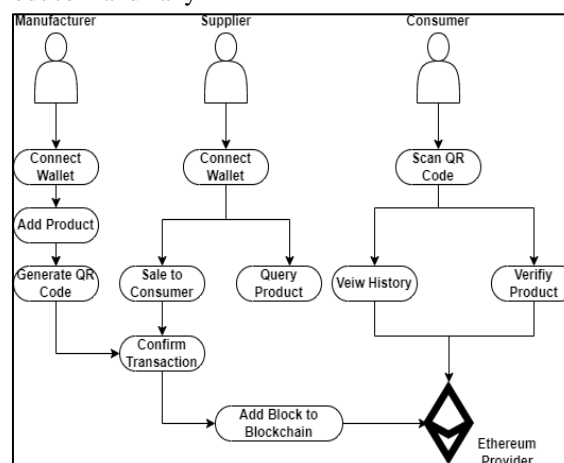 Manufacturer Supplier Consumer
Connect
Wallet
Connect
Wallet
Scan QR
Code
Add Product
Generate QR
Code
Sale to
Consumer
Query
Product
Veiw History
Verifiy
Product
Confirm
Transaction
Add Block to
Blockchain
Ethereum
Provider